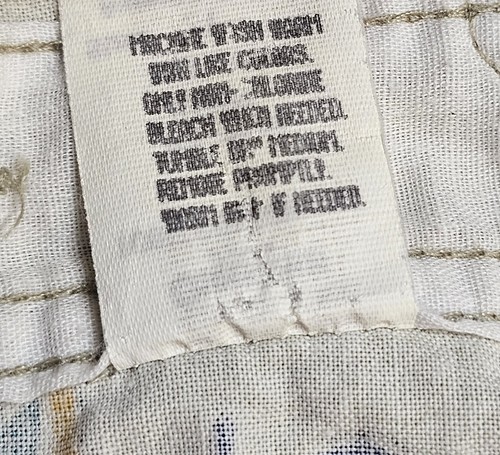 MACHINE WASH WARM
WITH LIKE COLORS.
ONLY NON-CHLORINE
BLEACH WHEN NEEDED.
TUMBLE DRY MEDIUM.
REMOVE PROMPTLY.
WARM IRON IF NEEDED.